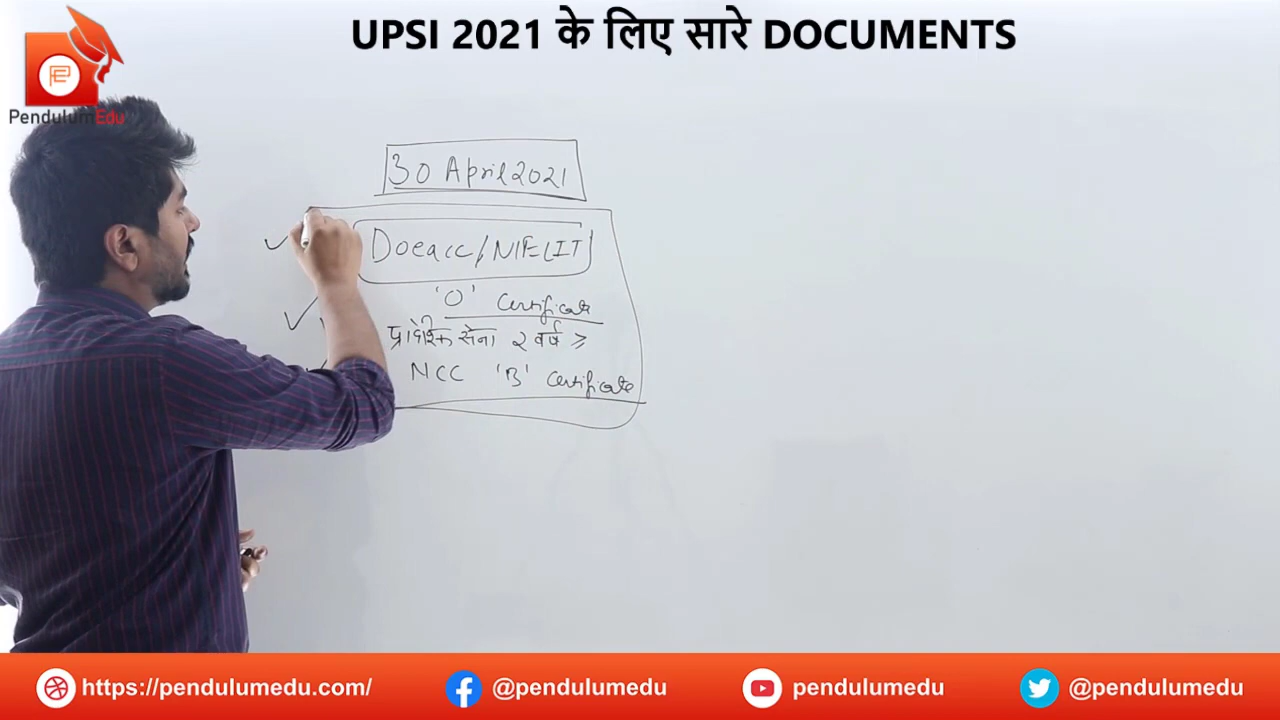 UPSI 2021 के लिए सारे DOCUMENTS
PendulumEdu
30 April 2021
Doeacc/NIELIT
'O' Certificate
प्रादेशिक सेना २ वर्ष ≥
NCC 'B' Certificate
https://pendulumedu.com/
@pendulumedu
pendulumedu
@pendulumedu